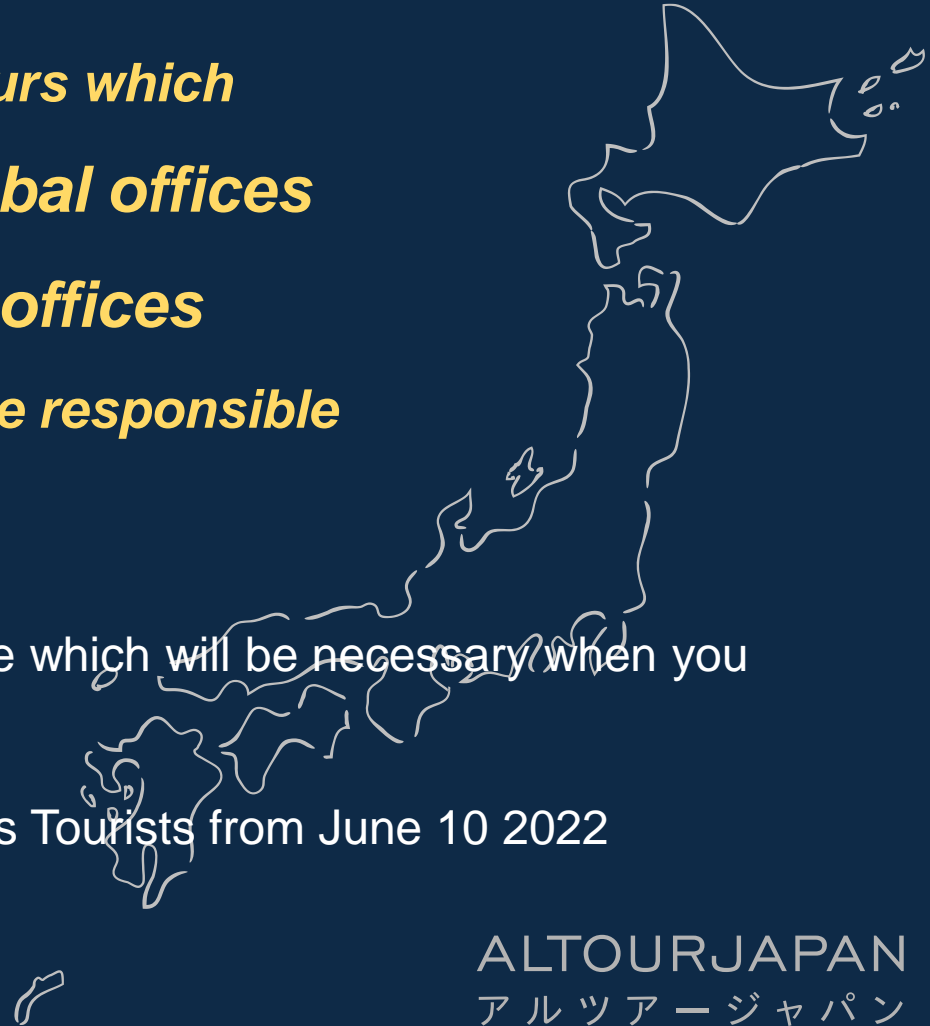 urs which
bal offices
offices
e responsible
e which will be necessary when you
s Tourists from June 10 2022
ALTOURJAPAN
アルツアージャパン